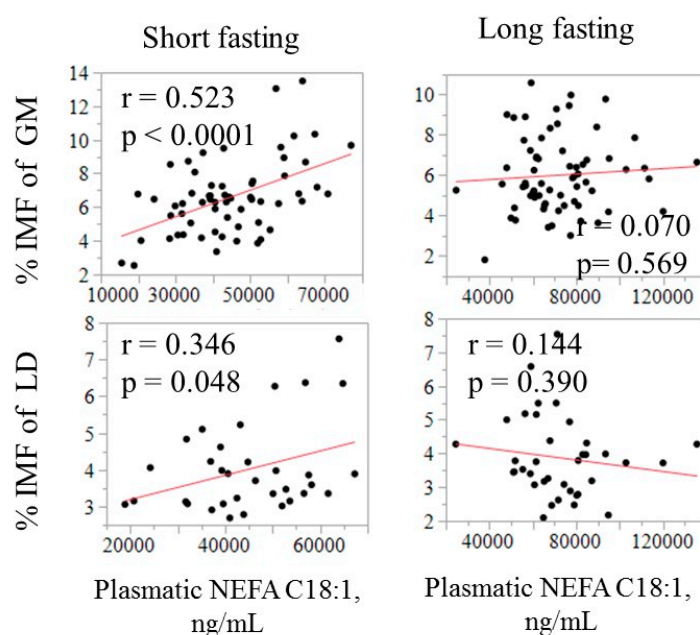 Short fasting
Long fasting
% IMF of GM
14
12
10
8
6
4
2
r = 0.523
p < 0.0001
10000
30000
50000
70000
10
8
6
4
2
r = 0.070
p= 0.569
40000
80000
120000
% IMF of LD
8
7
6
5
4
3
r = 0.346
p = 0.048
20000
40000
60000
8
7
6
5
4
3
2
r = 0.144
p = 0.390
40000
80000
120000
Plasmatic NEFA C18:1,
ng/mL
Plasmatic NEFA C18:1,
ng/mL